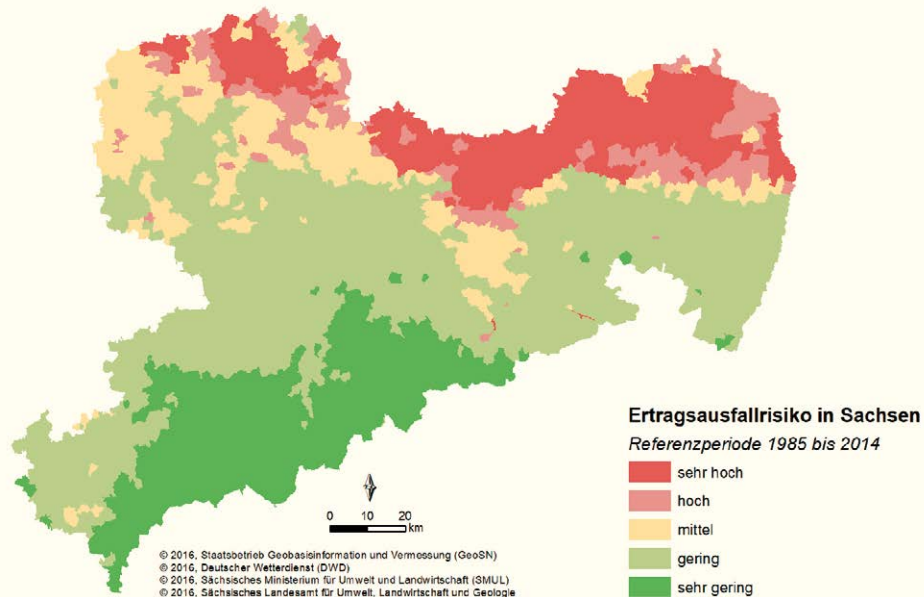 Ertragsausfallrisiko in Sachsen
Referenzperiode 1985 bis 2014
sehr hoch
hoch
mittel
gering
sehr gering
0 10 20
km
© 2016, Staatsbetrieb Geobasisinformation und Vermessung (GeoSN)
© 2016, Deutscher Wetterdienst (DWD)
© 2016, Sächsisches Ministerium für Umwelt und Landwirtschaft (SMUL)
© 2016, Sächsisches Landesamt für Umwelt, Landwirtschaft und Geologie